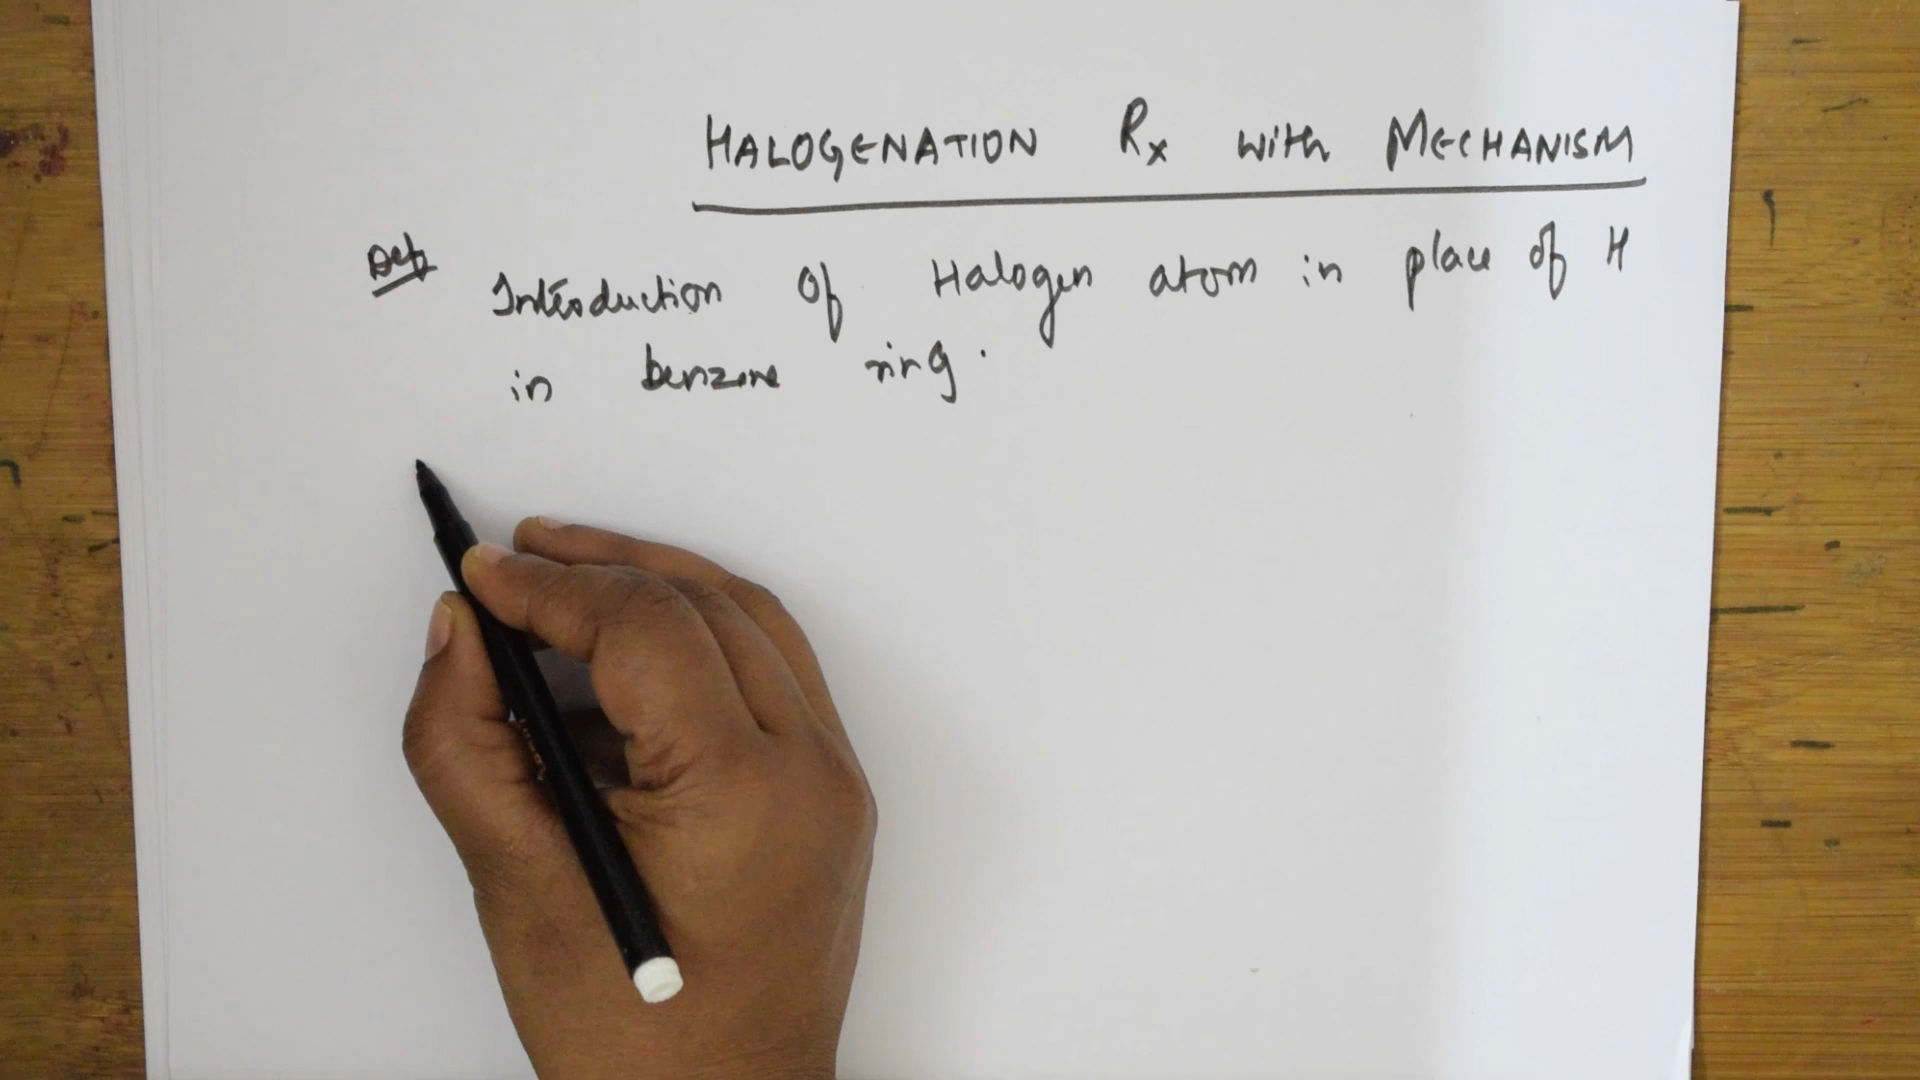 HALOGENATION Rx with MECHANISM
Def Introduction of Halogen atom in place of H
in benzene ring.